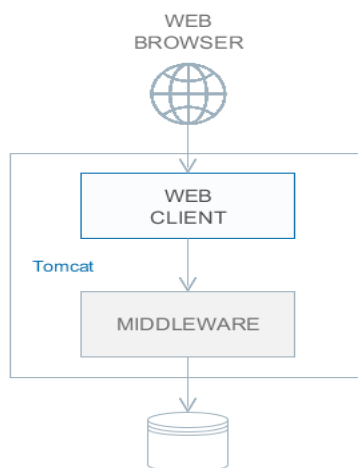 WEB
BROWSER
WEB
CLIENT
Tomcat
MIDDLEWARE